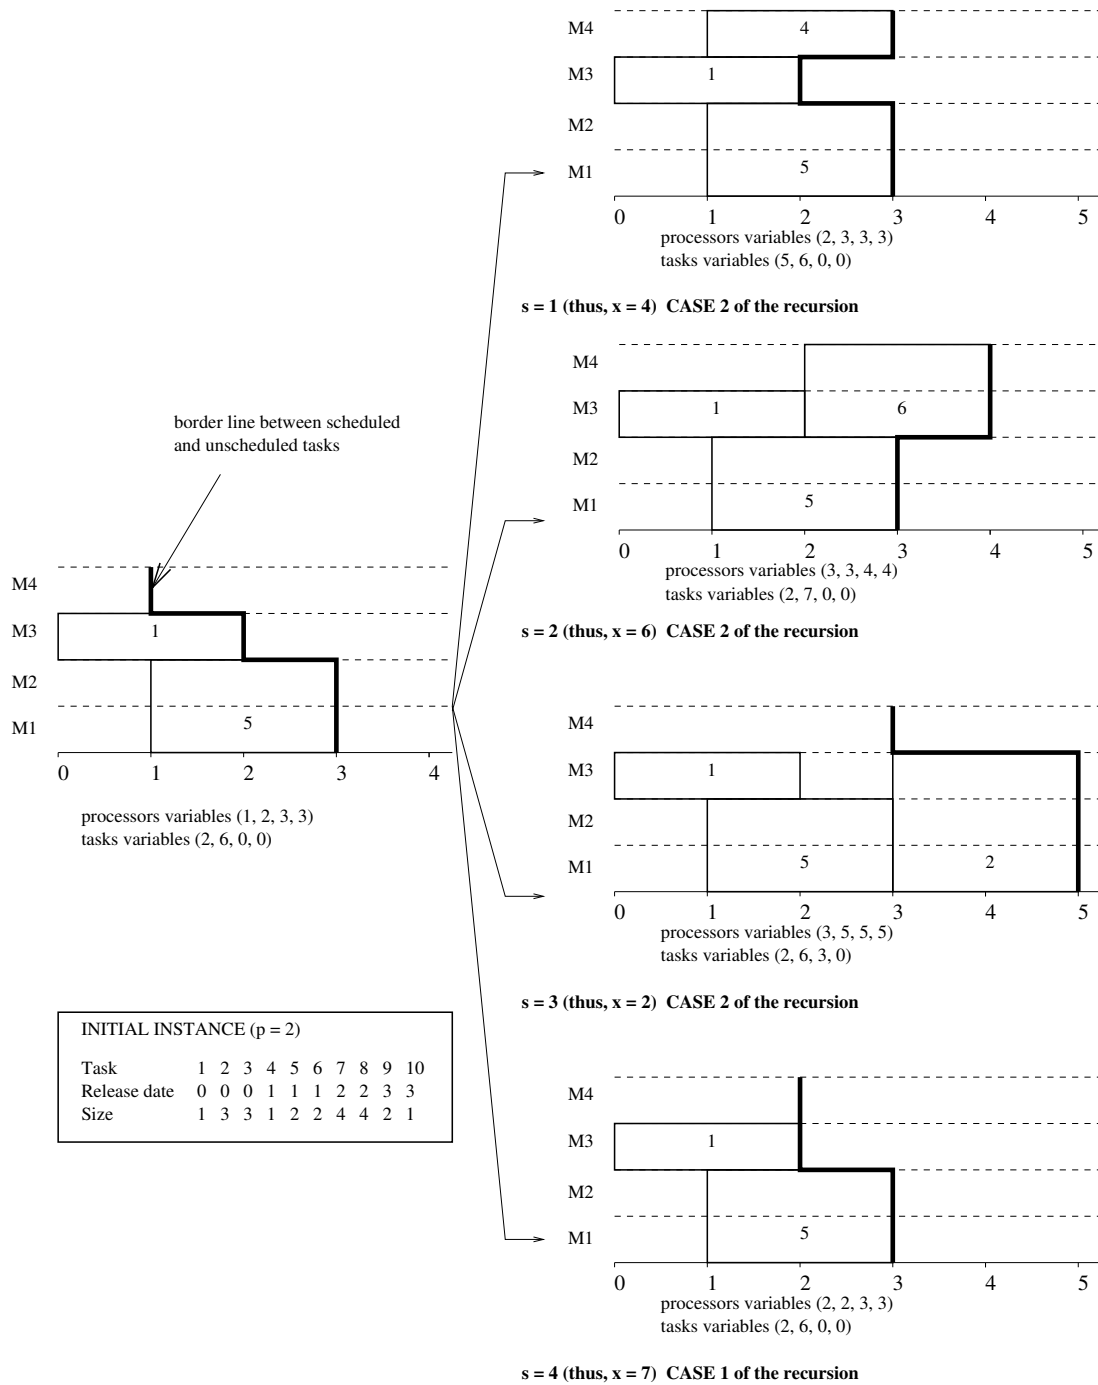 border line between scheduled
and unscheduled tasks
M4
M3 1
M2
M1 5
0 1 2 3 4
processors variables (1, 2, 3, 3)
tasks variables (2, 6, 0, 0)
INITIAL INSTANCE (p = 2)
Task 1 2 3 4 5 6 7 8 9 10
Release date 0 0 0 1 1 1 2 2 3 3
Size 1 3 3 1 2 2 4 4 2 1
M4 4
M3 1
M2
M1 5
0 1 2 3 4 5
processors variables (2, 3, 3, 3)
tasks variables (5, 6, 0, 0)
s = 1 (thus, x = 4) CASE 2 of the recursion
M4
M3 1 6
M2
M1 5
0 1 2 3 4 5
processors variables (3, 3, 4, 4)
tasks variables (2, 7, 0, 0)
s = 2 (thus, x = 6) CASE 2 of the recursion
M4
M3 1
M2
M1 5 2
0 1 2 3 4 5
processors variables (3, 5, 5, 5)
tasks variables (2, 6, 3, 0)
s = 3 (thus, x = 2) CASE 2 of the recursion
M4
M3 1
M2
M1 5
0 1 2 3 4 5
processors variables (2, 2, 3, 3)
tasks variables (2, 6, 0, 0)
s = 4 (thus, x = 7) CASE 1 of the recursion